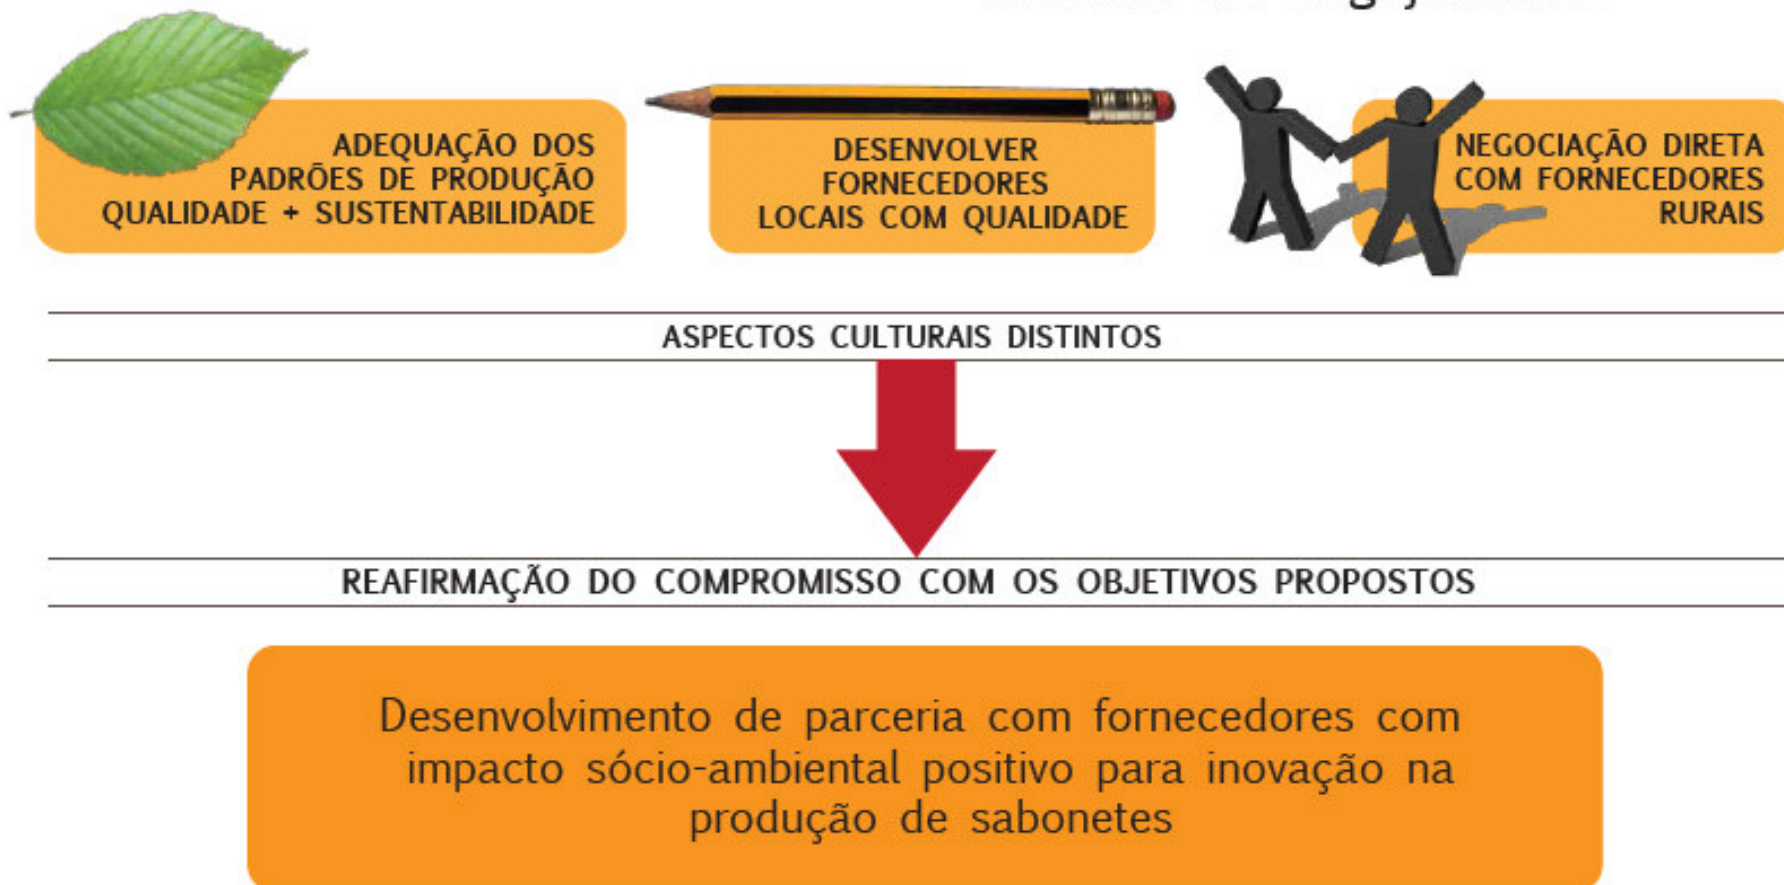 ADEQUAÇÃO DOS
PADRÕES DE PRODUÇÃO
QUALIDADE + SUSTENTABILIDADE
DESENVOLVER
FORNECEDORES
LOCAIS COM QUALIDADE
NEGOCIAÇÃO DIRETA
COM FORNECEDORES
RURAIS
ASPECTOS CULTURAIS DISTINTOS
REAFIRMAÇÃO DO COMPROMISSO COM OS OBJETIVOS PROPOSTOS
Desenvolvimento de parceria com fornecedores com
impacto sócio-ambiental positivo para inovação na
produção de sabonetes